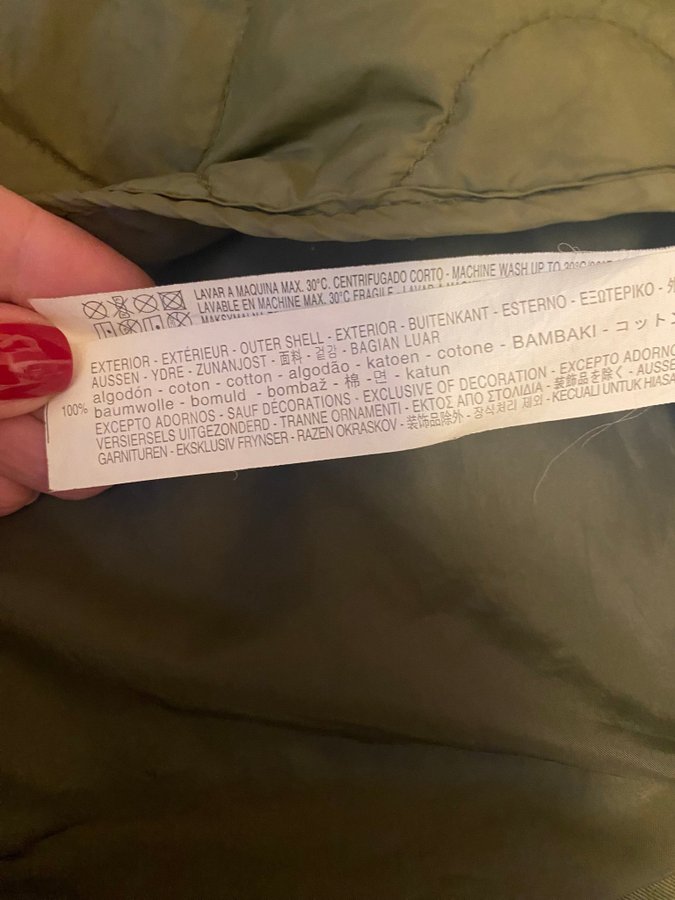 LAVAR A MAQUINA MAX. 30°C. CENTRIFUGADO CORTO - MACHINE WASH UP TO 30°C
LAVABLE EN MACHINE MAX. 30°C FRAGILE - LAVAR A
EXTERIOR - EXTÉRIEUR - OUTER SHELL - EXTERIOR - BUITENKANT - ESTERNO - ΕΞΩΤΕΡΙΚΟ -
AUSSEN - YDRE - ZUNANJOST - 面料 - 겉감 - BAGIAN LUAR
algodón - coton - cotton - algodão - katoen - cotone - BAMBAKI - コットン
100% baumwolle - bomuld - bombaž - 棉 - 면 - katun
EXCEPTO ADORNOS - SAUF DÉCORATIONS - EXCLUSIVE OF DECORATION - EXCEPTO ADORNO
VERSIERSELS UITGEZONDERD - TRANNE ORNAMENTI - ΕΚΤΟΣ ΑΠΟ ΣΤΟΛΙΔΙΑ - 装飾品を除く - AUSSE
GARNITUREN - EKSKLUSIV FRYNSER - RAZEN OKRASKOV - 装饰品除外 - 장식처리 제외 - KECUALI UNTUK HIASA